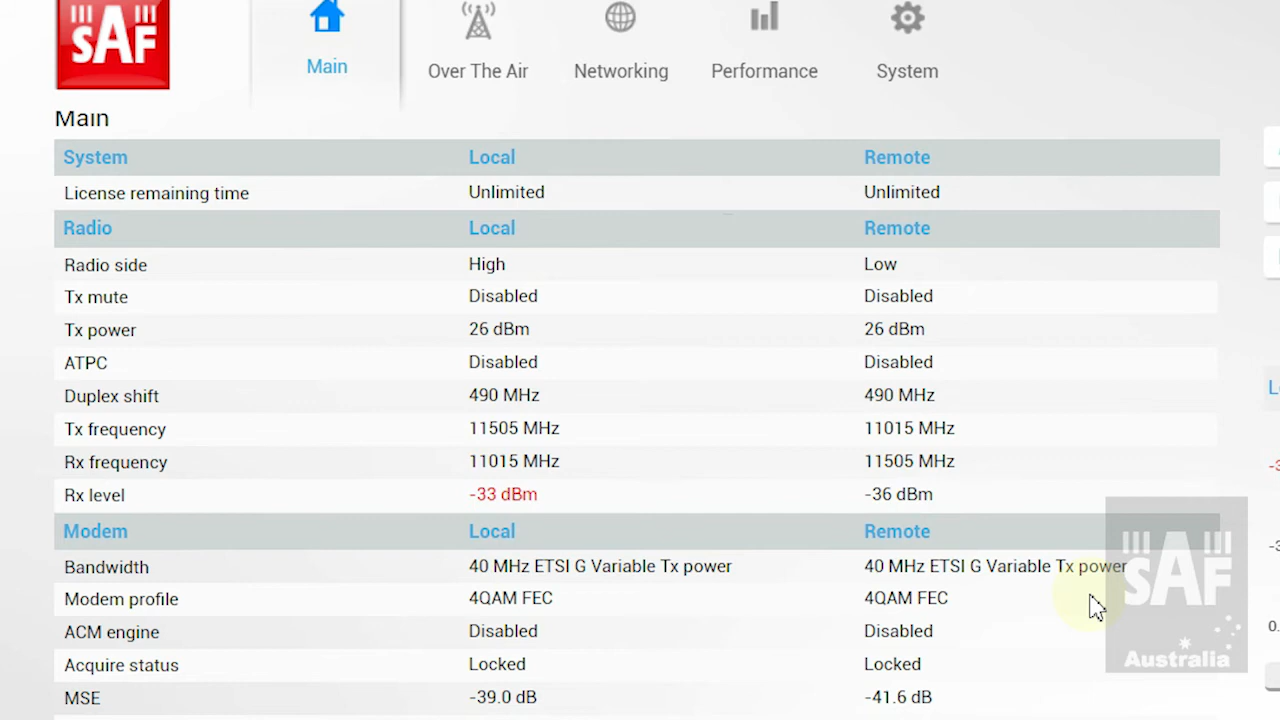 SAF
Main
Over The Air
Networking
Performance
System
Main
System Local Remote
License remaining time Unlimited Unlimited
Radio Local Remote
Radio side High Low
Tx mute Disabled Disabled
Tx power 26 dBm 26 dBm
ATPC Disabled Disabled
Duplex shift 490 MHz 490 MHz
Tx frequency 11505 MHz 11015 MHz
Rx frequency 11015 MHz 11505 MHz
Rx level -33 dBm -36 dBm
Modem Local Remote
Bandwidth 40 MHz ETSI G Variable Tx power 40 MHz ETSI G Variable Tx power
Modem profile 4QAM FEC 4QAM FEC
ACM engine Disabled Disabled
Acquire status Locked Locked
MSE -39.0 dB -41.6 dB
SAF
Australia